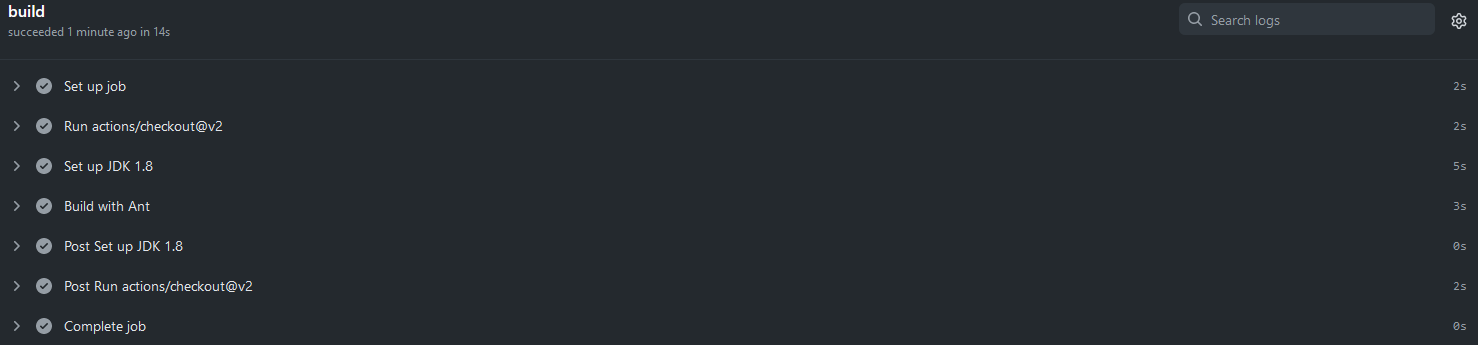 build
succeeded 1 minute ago in 14s
Search logs
Set up job 2s
Run actions/checkout@v2 2s
Set up JDK 1.8 5s
Build with Ant 3s
Post Set up JDK 1.8 0s
Post Run actions/checkout@v2 2s
Complete job 0s